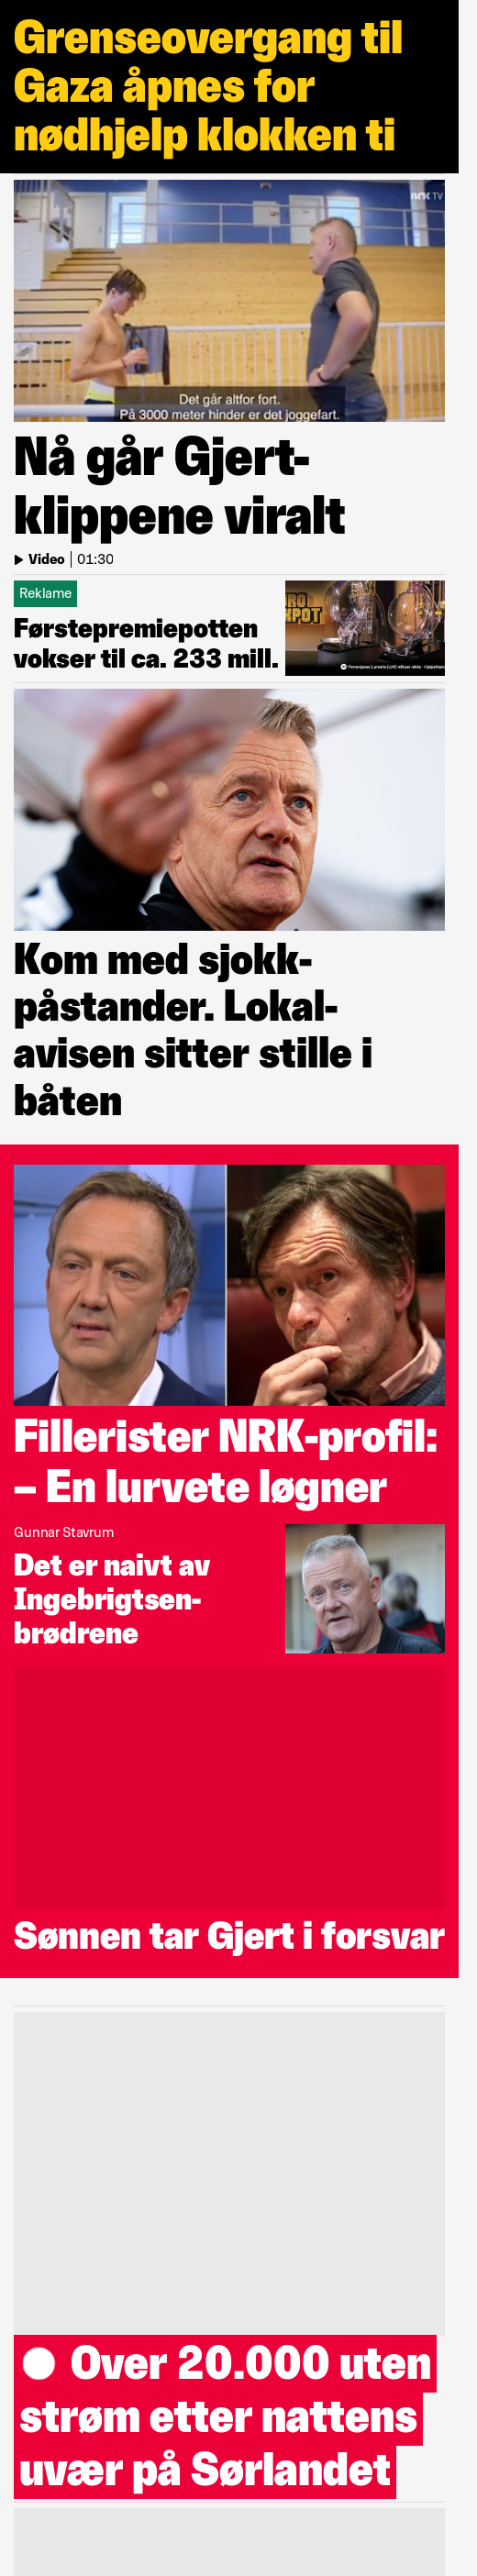 Grenseovergang til
Gaza åpnes for
nødhjelp klokken ti
NRK TV
Det går altfor fort.
På 3000 meter hinder er det joggefart.
Nå går Gjert-
klippene viralt
Video | 01:30
Reklame
Førstepremiepotten
vokser til ca. 233 mill.
Kom med sjokk-
påstander. Lokal-
avisen sitter stille i
båten
Fillerister NRK-profil:
– En lurvete løgner
Gunnar Stavrum
Det er naivt av
Ingebrigtsen-
brødrene
Sønnen tar Gjert i forsvar
Over 20.000 uten
strøm etter nattens
uvær på Sørlandet